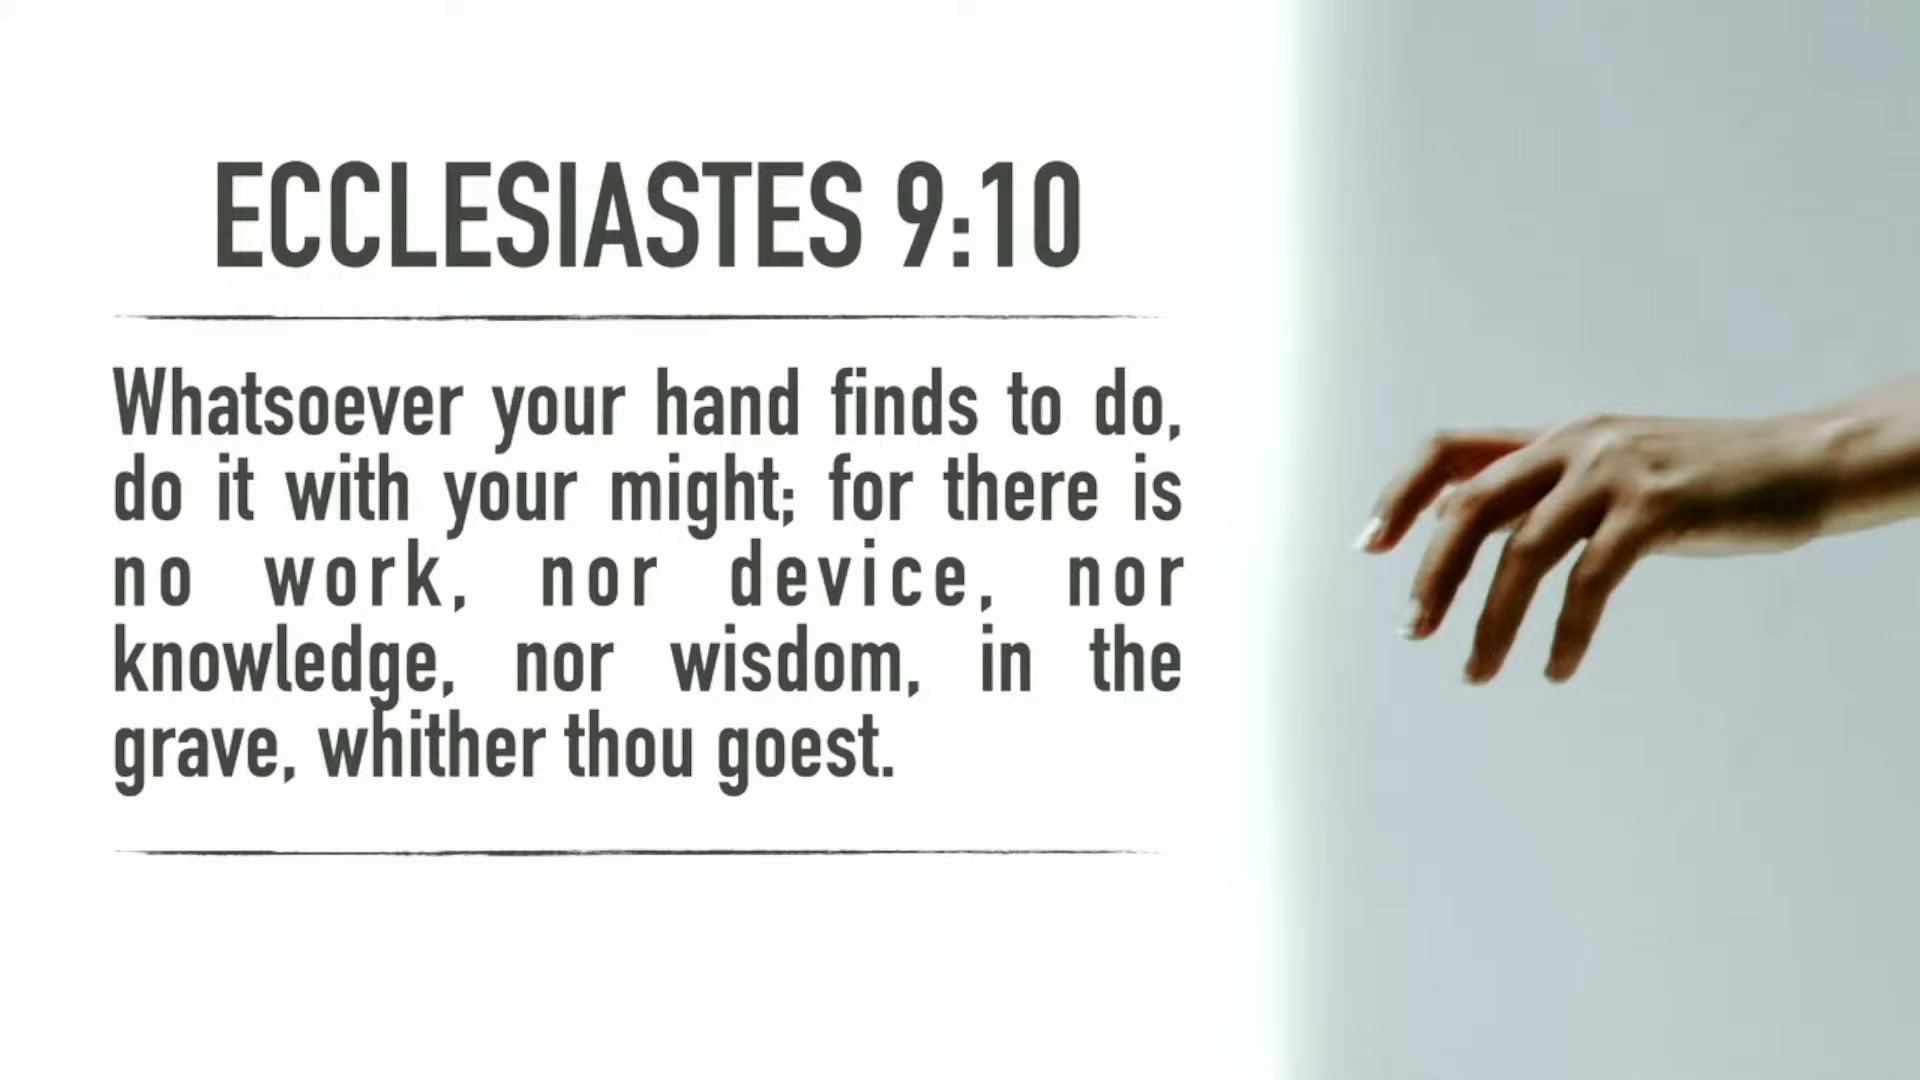 ECCLESIASTES 9:10
Whatsoever your hand finds to do,
do it with your might; for there is
no work, nor device, nor
knowledge, nor wisdom, in the
grave, whither thou goest.